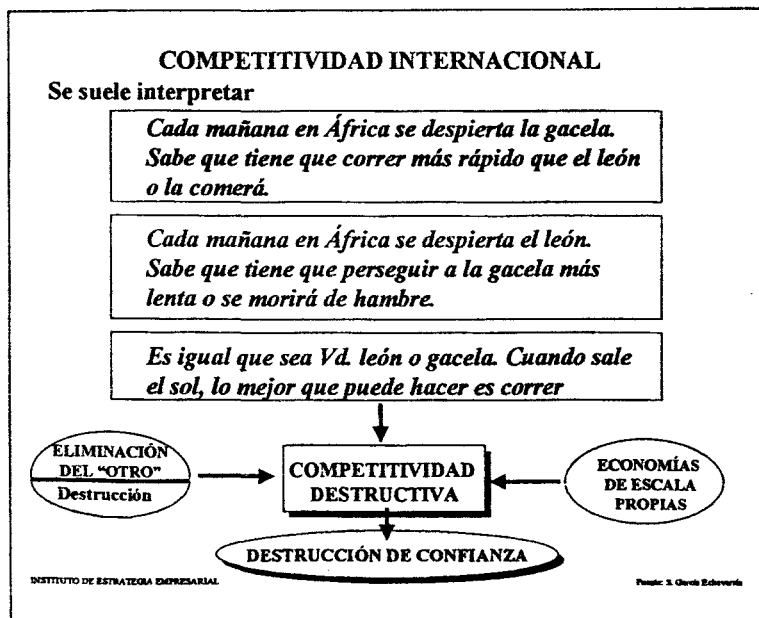 COMPETITIVIDAD INTERNACIONAL
Se suele interpretar
Cada mañana en África se despierta la gacela.
Sabe que tiene que correr más rápido que el león
o la comerá.
Cada mañana en África se despierta el león.
Sabe que tiene que perseguir a la gacela más
lenta o se morirá de hambre.
Es igual que sea Vd. león o gacela. Cuando sale
el sol, lo mejor que puede hacer es correr
ELIMINACIÓN
DEL “OTRO”
Destrucción
COMPETITIVIDAD
DESTRUCTIVA
ECONOMÍAS
DE ESCALA
PROPIAS
DESTRUCCIÓN DE CONFIANZA
INSTITUTO DE ESTRATEGIA EMPRESARIAL
Fuente: S. García Echevarría